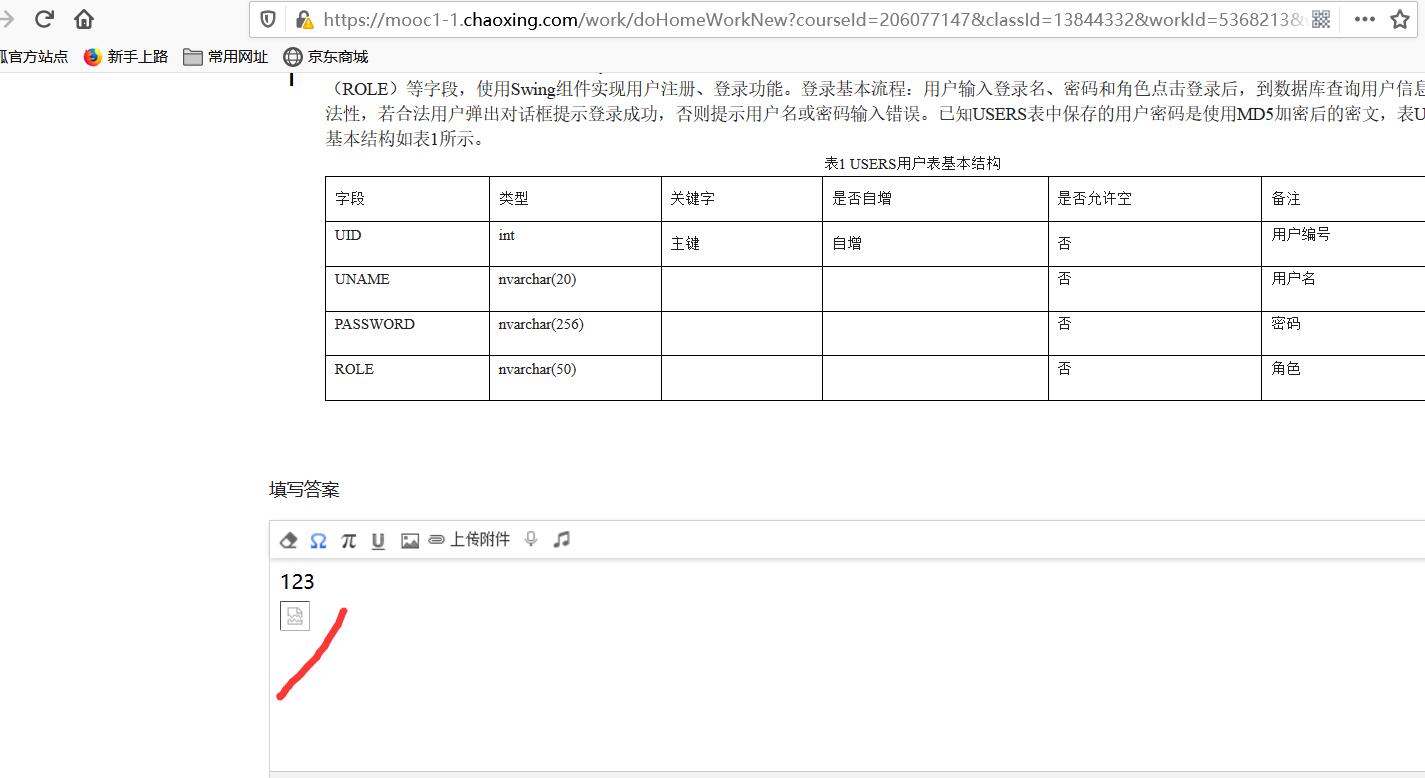 https://mooc1-1.chaoxing.com/work/doHomeWorkNew?courseId=206077147&classId=13844332&workId=5368213&
狐官方站点 新手上路 常用网址 京东商城
（ROLE）等字段，使用Swing组件实现用户注册、登录功能。登录基本流程：用户输入登录名、密码和角色点击登录后，到数据库查询用户信息
法性，若合法用户弹出对话框提示登录成功，否则提示用户名或密码输入错误。已知USERS表中保存的用户密码是使用MD5加密后的密文，表U
基本结构如表1所示。
表1 USERS用户表基本结构
字段 类型 关键字 是否自增 是否允许空 备注
UID int 主键 自增 否 用户编号
UNAME nvarchar(20) 否 用户名
PASSWORD nvarchar(256) 否 密码
ROLE nvarchar(50) 否 角色
填写答案
Ω π U 上传附件
123